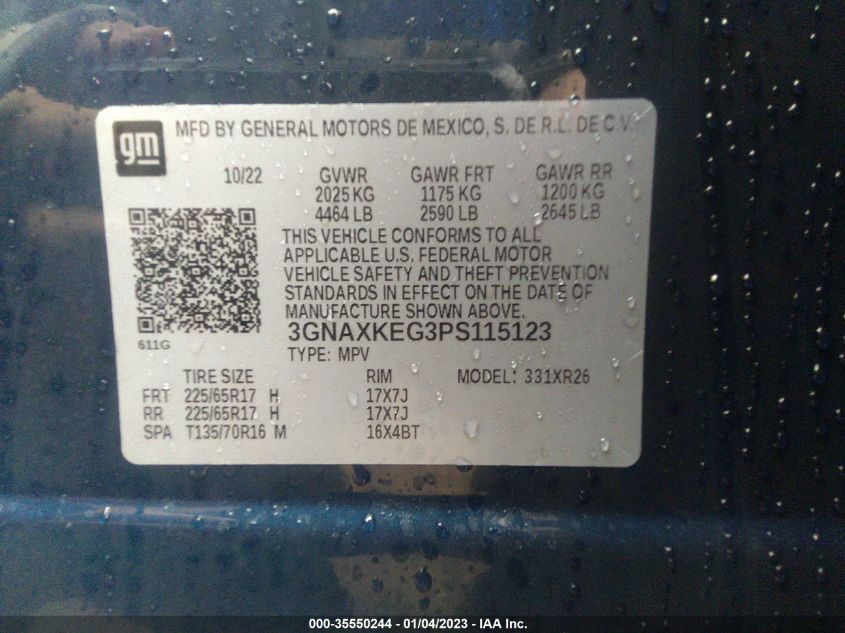 gm MFD BY GENERAL MOTORS DE MEXICO, S. DE R.L. DE C.V.
10/22 GVWR GAWR FRT GAWR RR
2025 KG 1175 KG 1200 KG
4464 LB 2590 LB 2645 LB
THIS VEHICLE CONFORMS TO ALL
APPLICABLE U.S. FEDERAL MOTOR
VEHICLE SAFETY AND THEFT PREVENTION
STANDARDS IN EFFECT ON THE DATE OF
MANUFACTURE SHOWN ABOVE.
3GNAXKEG3PS115123
611G
TYPE: MPV
TIRE SIZE RIM MODEL: 331XR26
FRT 225/65R17 H 17X7J
RR 225/65R17 H 17X7J
SPA T135/70R16 M 16X4BT
000-35550244 - 01/04/2023 - IAA Inc.